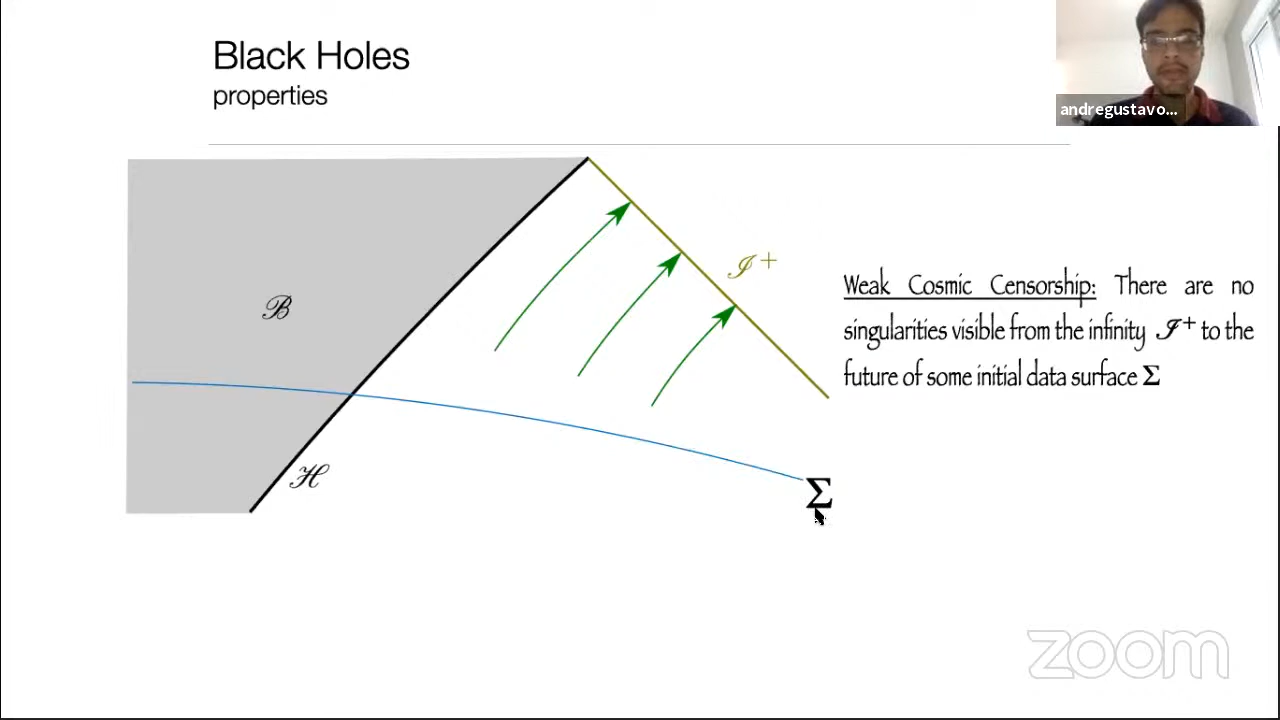 Black Holes
properties
andregustavo...
ℬ
ℐ+
ℋ
Σ
Weak Cosmic Censorship: There are no
singularities visible from the infinity ℐ+ to the
future of some initial data surface Σ
zoom